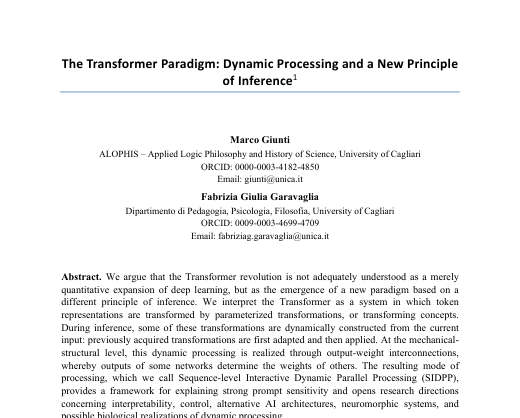 The Transformer Paradigm: Dynamic Processing and a New Principle
of Inference1
Marco Giunti
ALOPHIS – Applied Logic Philosophy and History of Science, University of Cagliari
ORCID: 0000-0003-4182-4850
Email: giunti@unica.it
Fabrizia Giulia Garavaglia
Dipartimento di Pedagogia, Psicologia, Filosofia, University of Cagliari
ORCID: 0009-0003-4699-4709
Email: fabriziag.garavaglia@unica.it
Abstract. We argue that the Transformer revolution is not adequately understood as a merely
quantitative expansion of deep learning, but as the emergence of a new paradigm based on a
different principle of inference. We interpret the Transformer as a system in which token
representations are transformed by parameterized transformations, or transforming concepts.
During inference, some of these transformations are dynamically constructed from the current
input: previously acquired transformations are first adapted and then applied. At the mechanical-
structural level, this dynamic processing is realized through output-weight interconnections,
whereby outputs of some networks determine the weights of others. The resulting mode of
processing, which we call Sequence-level Interactive Dynamic Parallel Processing (SIDPP),
provides a framework for explaining strong prompt sensitivity and opens research directions
concerning interpretability, control, alternative AI architectures, neuromorphic systems, and
possible biological realizations of dynamic processing.